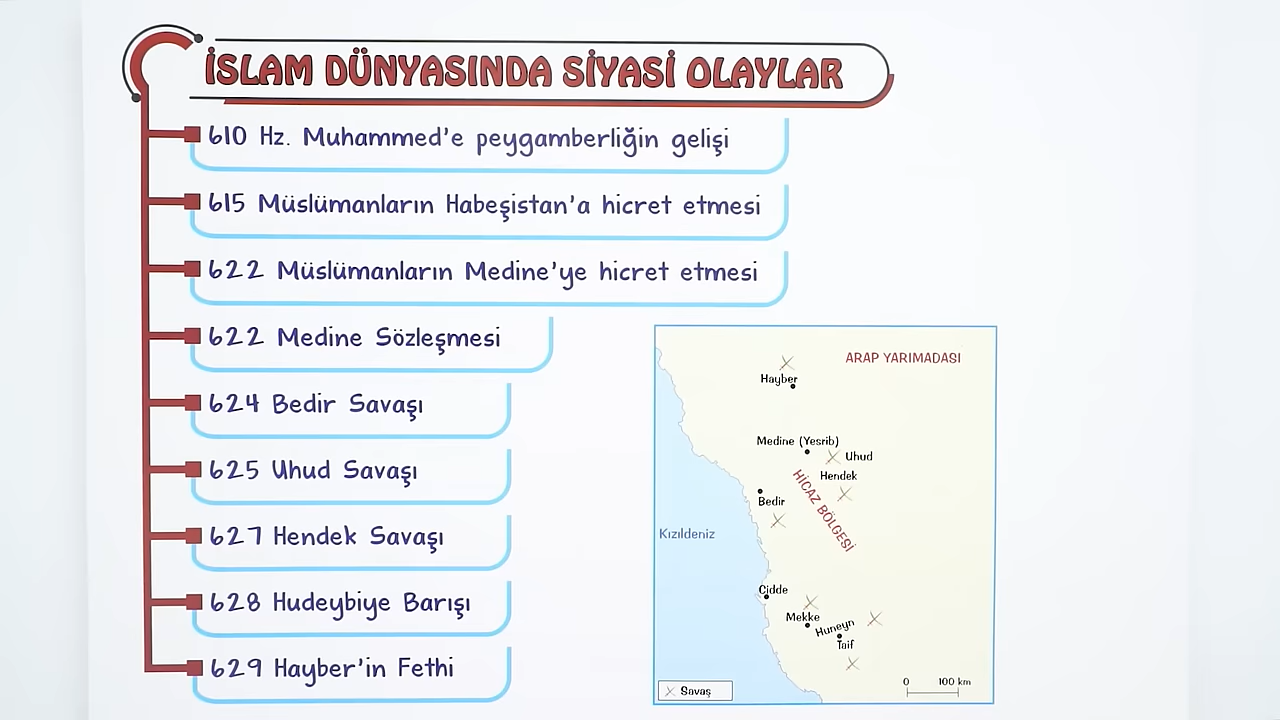 İSLAM DÜNYASINDA SİYASİ OLAYLAR
610 Hz. Muhammed'e peygamberliğin gelişi
615 Müslümanların Habeşistan'a hicret etmesi
622 Müslümanların Medine'ye hicret etmesi
622 Medine Sözleşmesi
624 Bedir Savaşı
625 Uhud Savaşı
627 Hendek Savaşı
628 Hudeybiye Barışı
629 Hayber'in Fethi
ARAP YARIMADASI
Hayber
Medine (Yesrib)
Uhud
Hendek
HİCAZ BÖLGESİ
Bedir
Kızıldeniz
Cidde
Mekke
Huneyn
Taif
Savaş
0 100 km